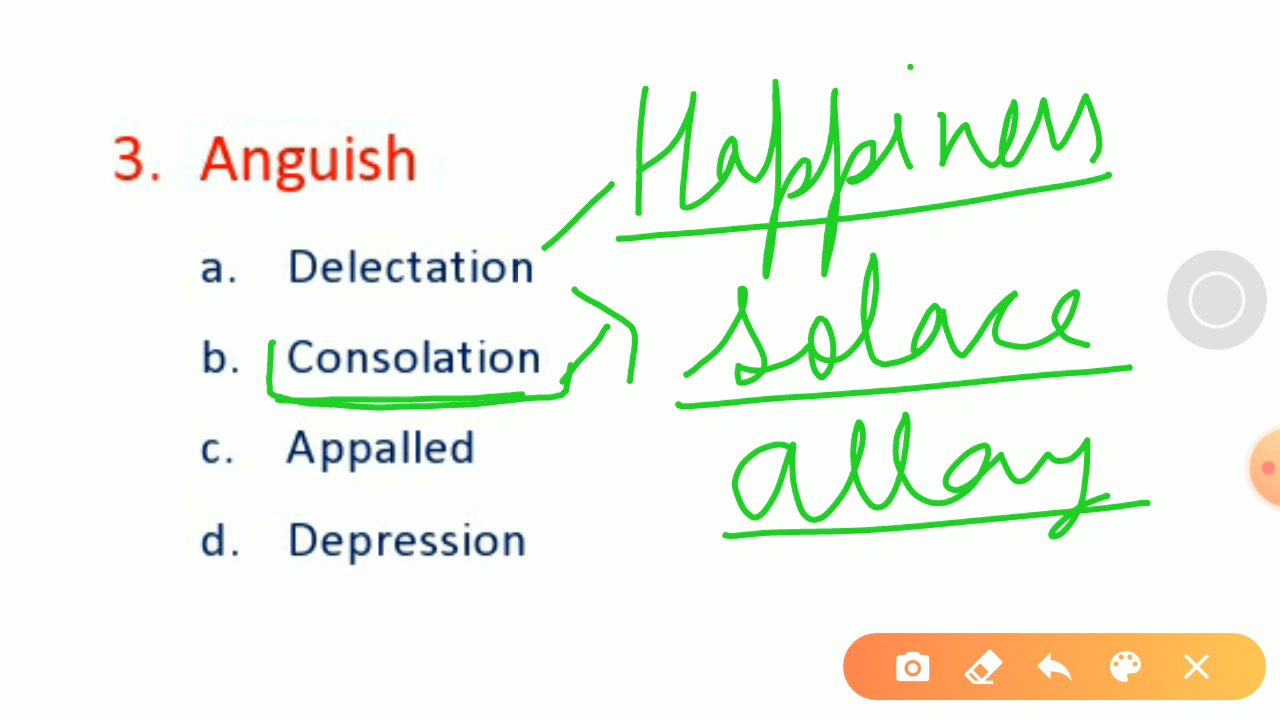 3. Anguish
Happiness
a. Delectation
solace
b. Consolation
allay
c. Appalled
d. Depression